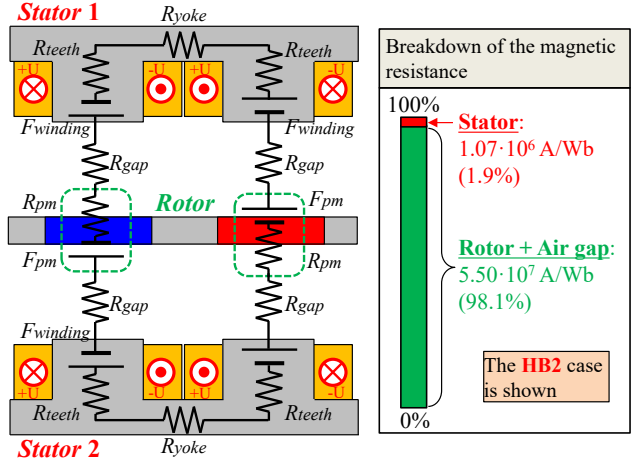 Stator 1
Ryoke
Rteeth
Rteeth
+U
-U
+U
-U
Fwinding
Fwinding
Rgap
Rgap
Rpm
Rotor
Fpm
Fpm
Rpm
Rgap
Rgap
Fwinding
Fwinding
+U
-U
+U
-U
Rteeth
Rteeth
Ryoke
Stator 2
Breakdown of the magnetic
resistance
100%
Stator:
1.07·10⁶ A/Wb
(1.9%)
Rotor + Air gap:
5.50·10⁷ A/Wb
(98.1%)
The HB2 case
is shown
0%